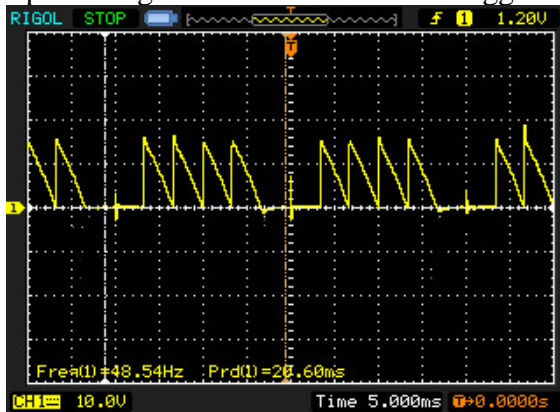 RIGOL STOP T f 1 1.20V
T
1
Freq(1)=48.54Hz Prd(1)=20.60ms
CH1 10.0V Time 5.000ms T→0.0000s